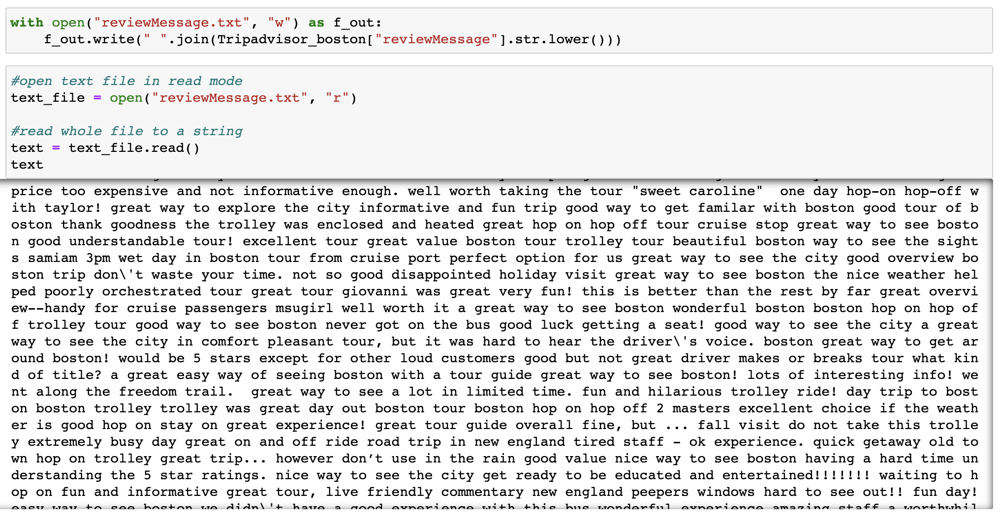 with open("reviewMessage.txt", "w") as f_out:
    f_out.write(" ".join(Tripadvisor_boston["reviewMessage"].str.lower()))
#open text file in read mode
text_file = open("reviewMessage.txt", "r")
#read whole file to a string
text = text_file.read()
text
price too expensive and not informative enough. well worth taking the tour "sweet caroline"  one day hop-on hop-off w
ith taylor! great way to explore the city informative and fun trip good way to get familar with boston good tour of b
oston thank goodness the trolley was enclosed and heated great hop on hop off tour cruise stop great way to see bosto
n good understandable tour! excellent tour great value boston tour trolley tour beautiful boston way to see the sight
s samiam 3pm wet day in boston tour from cruise port perfect option for us great way to see the city good overview bo
ston trip don\'t waste your time. not so good disappointed holiday visit great way to see boston the nice weather hel
ped poorly orchestrated tour great tour giovanni was great very fun! this is better than the rest by far great overvi
ew--handy for cruise passengers msugirl well worth it a great way to see boston wonderful boston boston hop on hop of
f trolley tour good way to see boston never got on the bus good luck getting a seat! good way to see the city a great
way to see the city in comfort pleasant tour, but it was hard to hear the driver\'s voice. boston great way to get ar
ound boston! would be 5 stars except for other loud customers good but not great driver makes or breaks tour what kin
d of title? a great easy way of seeing boston with a tour guide great way to see boston! lots of interesting info! we
nt along the freedom trail.  great way to see a lot in limited time. fun and hilarious trolley ride! day trip to bost
on boston trolley trolley was great day out boston tour boston hop on hop off 2 masters excellent choice if the weath
er is good hop on stay on great experience! great tour guide overall fine, but ... fall visit do not take this trolle
y extremely busy day great on and off ride road trip in new england tired staff - ok experience. quick getaway old to
wn hop on trolley great trip... however don’t use in the rain good value nice way to see boston having a hard time un
derstanding the 5 star ratings. nice way to see the city get ready to be educated and entertained!!!!!!! waiting to h
op on fun and informative great tour, live friendly commentary new england peepers windows hard to see out!! fun day!
easy way to see boston we didn\'t have a good experience with this bus wonderful experience amazing staff a worthwhil